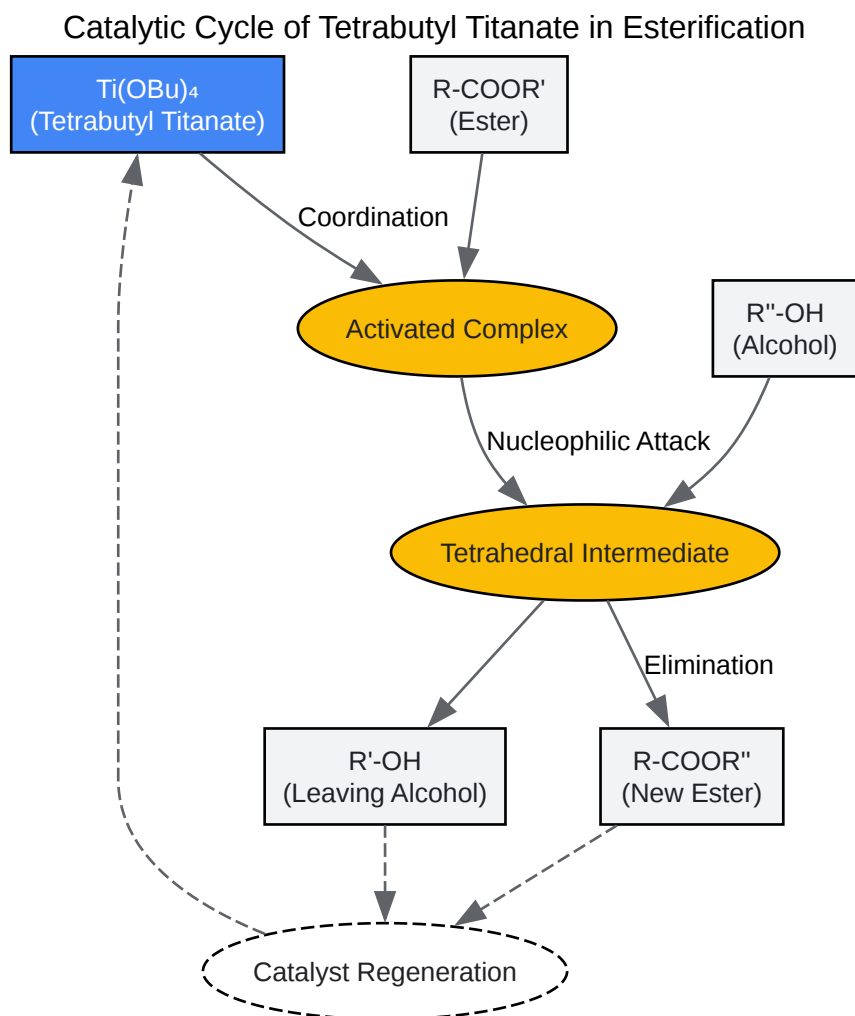 Catalytic Cycle of Tetrabutyl Titanate in Esterification
Ti(OBu)₄
(Tetrabutyl Titanate)
R-COOR'
(Ester)
Coordination
Activated Complex
R''-OH
(Alcohol)
Nucleophilic Attack
Tetrahedral Intermediate
Elimination
R'-OH
(Leaving Alcohol)
R-COOR''
(New Ester)
Catalyst Regeneration